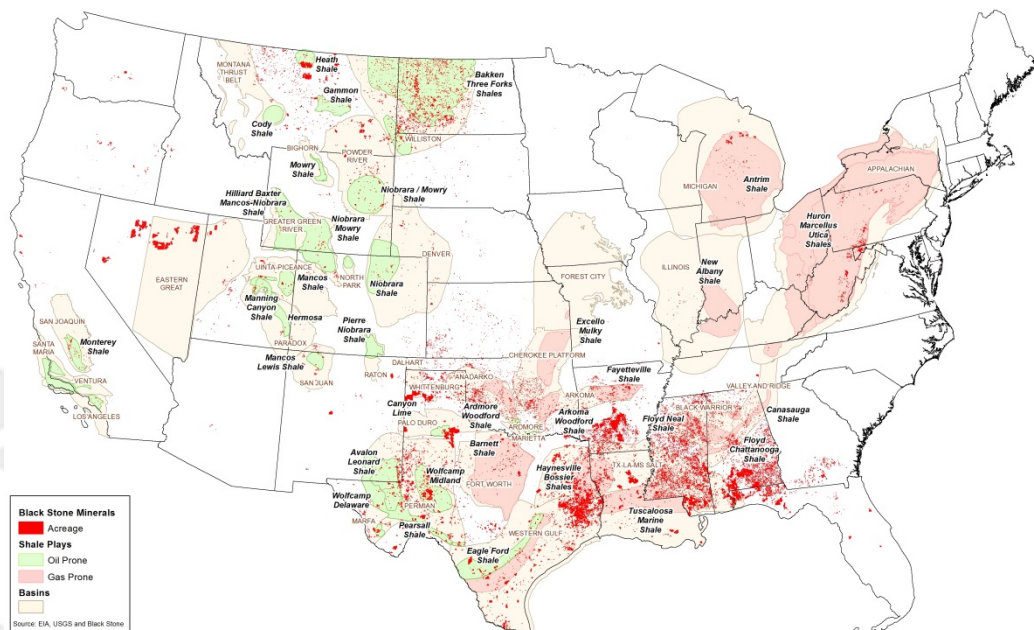 MONTANA
THRUST
BELT
Heath
Shale
Gammon
Shale
Bakken
Three Forks
Shales
Cody
Shale
WILLISTON
BIGHORN
POWDER
RIVER
Mowry
Shale
Niobrara / Mowry
Shale
Hilliard Baxter
Mancos-Niobrara
Shale
GREATER GREEN
RIVER
Niobrara
Mowry
Shale
MICHIGAN
Antrim
Shale
APPALACHIAN
Huron
Marcellus
Utica
Shales
EASTERN
GREAT
UINTA-PICEANCE
Mancos
Shale
NORTH
PARK
DENVER
Niobrara
Shale
FOREST CITY
ILLINOIS
New
Albany
Shale
Manning
Canyon
Shale
Hermosa
PARADOX
Pierre
Niobrara
Shale
Excello
Mulky
Shale
SAN JOAQUIN
SANTA
MARIA
Monterey
Shale
VENTURA
LOS ANGELES
Mancos
Lewis Shale
SAN JUAN
RATON
DALHART
CHEROKEE PLATFORM
ANADARKO
WHITTENBURG
Fayetteville
Shale
VALLEY AND RIDGE
Canyon
Lime
PALO DURO
Ardmore
Woodford
Shale
ARDMORE
MARIETTA
ARKOMA
Arkoma
Woodford
Shale
BLACK WARRIOR
Floyd Neal
Shale
Canasauga
Shale
Floyd
Chattanooga
Shale
Avalon
Leonard
Shale
Barnett
Shale
FORT WORTH
Wolfcamp
Midland
Haynesville
Bossier
Shales
TX-LA-MS SALT
Wolfcamp
Delaware
PERMIAN
MARFA
Pearsall
Shale
WESTERN GULF
Tuscaloosa
Marine
Shale
Eagle Ford
Shale
Black Stone Minerals
Acreage
Shale Plays
Oil Prone
Gas Prone
Basins
Source: EIA, USGS and Black Stone